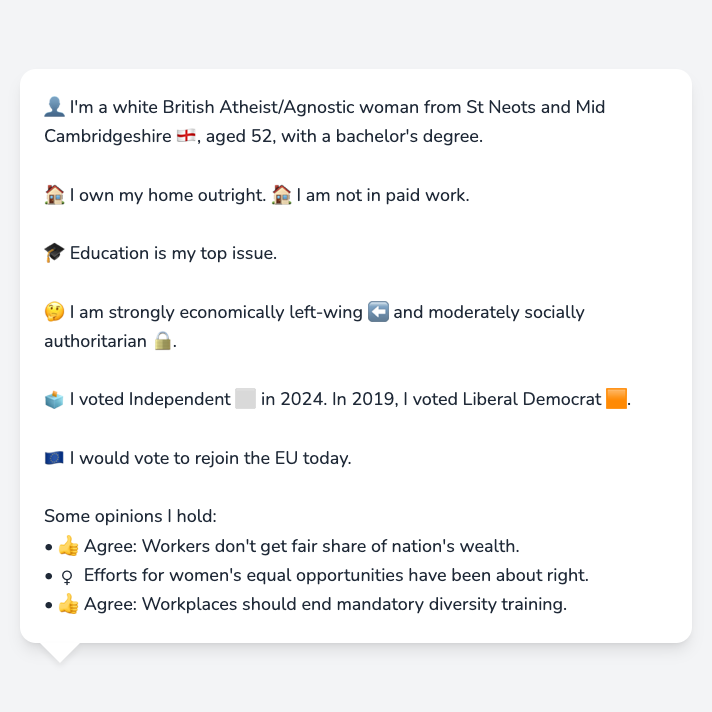 👤 I'm a white British Atheist/Agnostic woman from St Neots and Mid
Cambridgeshire 🏴󠁧󠁢󠁥󠁮󠁧󠁿, aged 52, with a bachelor's degree.
🏠 I own my home outright. 🏠 I am not in paid work.
🎓 Education is my top issue.
🤔 I am strongly economically left-wing ⬅️ and moderately socially
authoritarian 🔒.
🗳️ I voted Independent ⬜ in 2024. In 2019, I voted Liberal Democrat 🟧.
🇪🇺 I would vote to rejoin the EU today.
Some opinions I hold:
• 👍 Agree: Workers don't get fair share of nation's wealth.
• ♀ Efforts for women's equal opportunities have been about right.
• 👍 Agree: Workplaces should end mandatory diversity training.